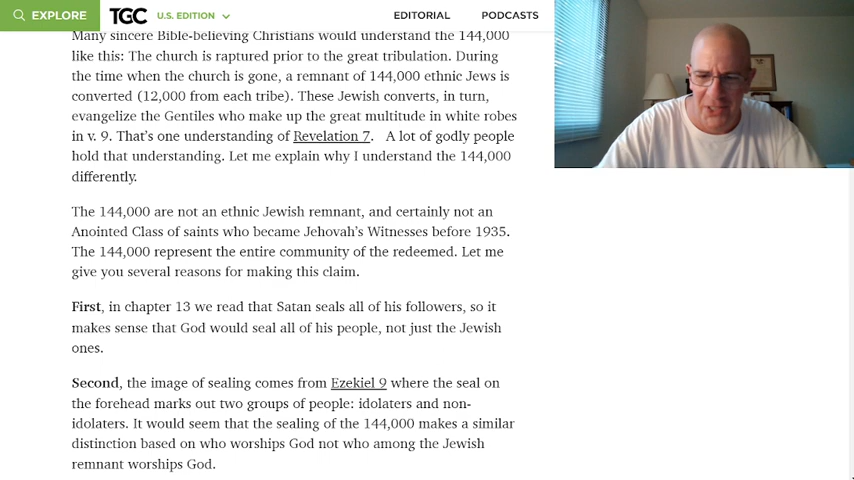 EXPLORE TGC U.S. EDITION EDITORIAL PODCASTS
Many sincere Bible-believing Christians would understand the 144,000
like this: The church is raptured prior to the great tribulation. During
the time when the church is gone, a remnant of 144,000 ethnic Jews is
converted (12,000 from each tribe). These Jewish converts, in turn,
evangelize the Gentiles who make up the great multitude in white robes
in v. 9. That's one understanding of Revelation 7. A lot of godly people
hold that understanding. Let me explain why I understand the 144,000
differently.
The 144,000 are not an ethnic Jewish remnant, and certainly not an
Anointed Class of saints who became Jehovah's Witnesses before 1935.
The 144,000 represent the entire community of the redeemed. Let me
give you several reasons for making this claim.
First, in chapter 13 we read that Satan seals all of his followers, so it
makes sense that God would seal all of his people, not just the Jewish
ones.
Second, the image of sealing comes from Ezekiel 9 where the seal on
the forehead marks out two groups of people: idolaters and non-
idolaters. It would seem that the sealing of the 144,000 makes a similar
distinction based on who worships God not who among the Jewish
remnant worships God.